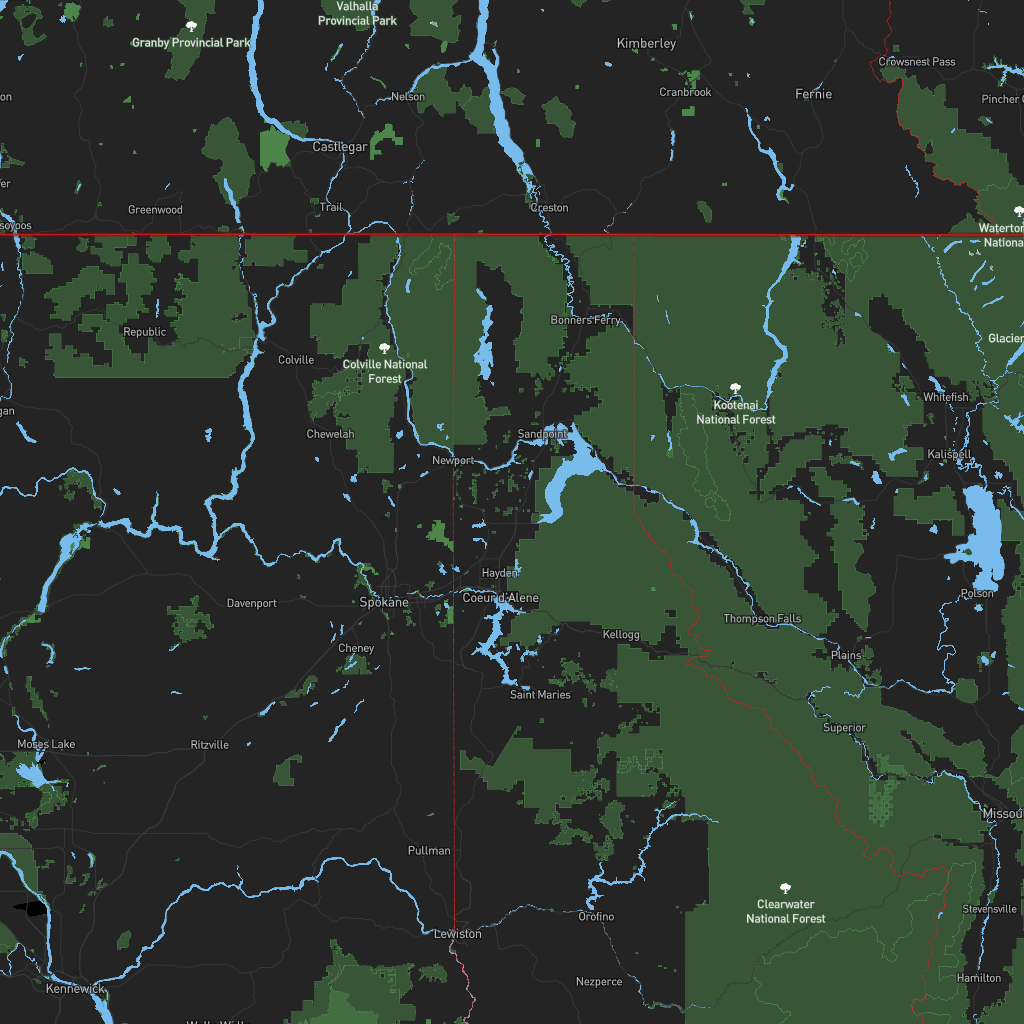 Valhalla
Provincial Park
Granby Provincial Park
Kimberley
Crowsnest Pass
Nelson
Cranbrook
Fernie
Pincher
Castlegar
Greenwood
Trail
Creston
Waterton
National
Republic
Bonners Ferry
Colville
Glacier
Colville National
Forest
Kootenai
National Forest
Whitefish
Chewelah
Sandpoint
Newport
Kalispell
Hayden
Davenport
Spokane
Coeur d'Alene
Polson
Thompson Falls
Kellogg
Cheney
Plains
Saint Maries
Superior
Moses Lake
Ritzville
Missou
Pullman
Clearwater
National Forest
Orofino
Stevensville
Lewiston
Nezperce
Hamilton
Kennewick